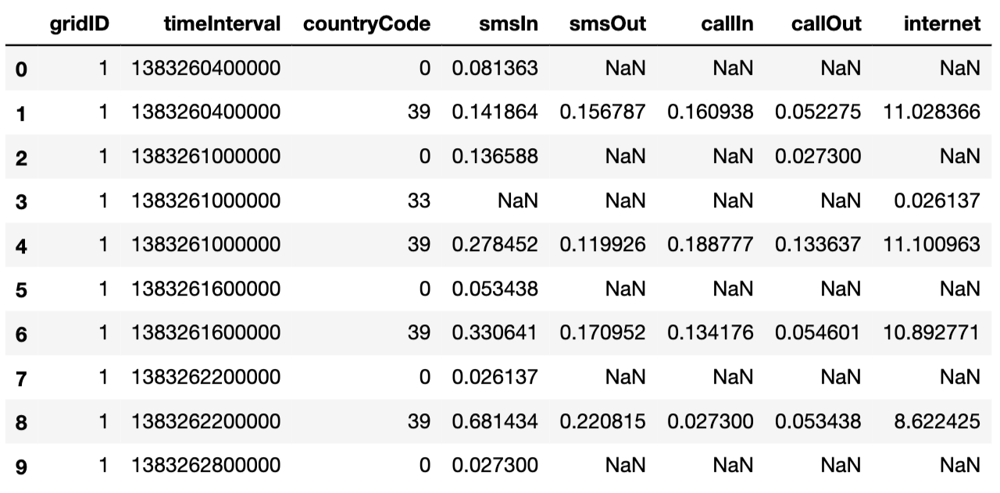 gridID timeInterval countryCode smsIn smsOut callIn callOut internet
0 1 1383260400000 0 0.081363 NaN NaN NaN NaN
1 1 1383260400000 39 0.141864 0.156787 0.160938 0.052275 11.028366
2 1 1383261000000 0 0.136588 NaN NaN 0.027300 NaN
3 1 1383261000000 33 NaN NaN NaN NaN 0.026137
4 1 1383261000000 39 0.278452 0.119926 0.188777 0.133637 11.100963
5 1 1383261600000 0 0.053438 NaN NaN NaN NaN
6 1 1383261600000 39 0.330641 0.170952 0.134176 0.054601 10.892771
7 1 1383262200000 0 0.026137 NaN NaN NaN NaN
8 1 1383262200000 39 0.681434 0.220815 0.027300 0.053438 8.622425
9 1 1383262800000 0 0.027300 NaN NaN NaN NaN